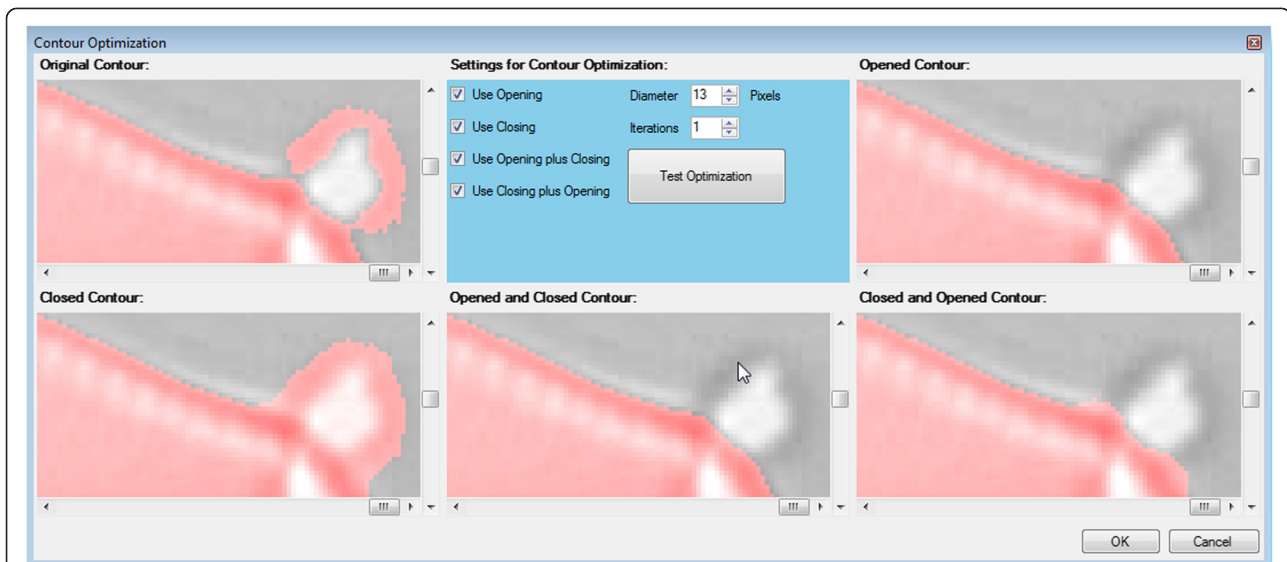 Contour Optimization
Original Contour:
Settings for Contour Optimization:
Opened Contour:
Use Opening
Diameter 13 Pixels
Use Closing
Iterations 1
Use Opening plus Closing
Use Closing plus Opening
Test Optimization
Closed Contour:
Opened and Closed Contour:
Closed and Opened Contour:
OK
Cancel